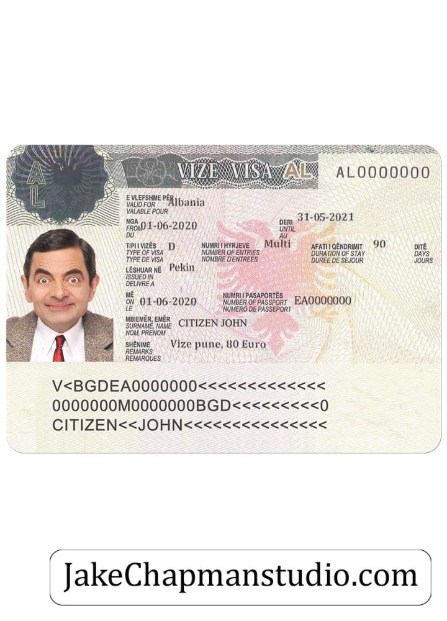 VIZE VISA AL
AL0000000
AL
E VLEFSHME PËR Albania
VALID FOR
VALABLE POUR
NGA
FROM 01-06-2020
DU
DERI 31-05-2021
UNTIL
AU
TIPI I VIZËS D
TYPE OF VISA
TYPE DE VISA
NUMRI I HYRJEVE Multi
NUMBER OF ENTRIES
NONBRE D'ENTREES
AFATI I QËNDRIMIT 90
DURATION OF STAY
DURÉE DE SEJOUR
DITË
DAYS
JOURS
LËSHUAR NË Pekin
ISSUED IN
DELIVRE A
MË
ON 01-06-2020
LE
NUMRI I PASAPORTËS
NUMBER OF PASSPORT EA0000000
NUMERO DE PASSEPORT
MBIEMËR, EMËR
SURNAME, NAME CITIZEN JOHN
NOM, PRENOM
SHËNIME Vize pune, 80 Euro
REMARKS
REMARQUES
V<BGDEA0000000<<<<<<<<<<<<<<
0000000M0000000BGD<<<<<<<<<0
CITIZEN<<JOHN<<<<<<<<<<<<<<<
JakeChapmanstudio.com